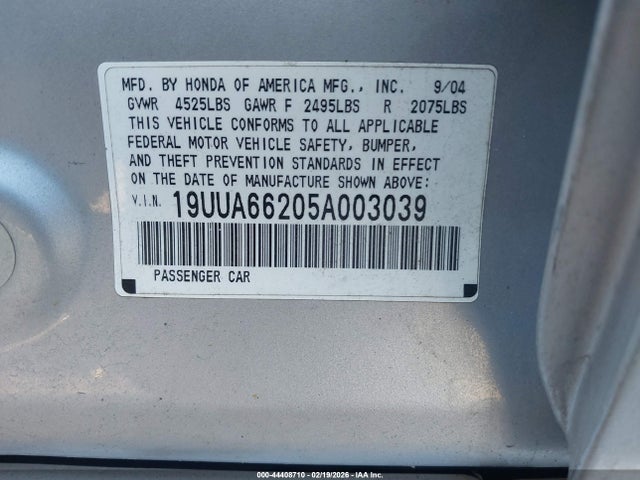 MFD. BY HONDA OF AMERICA MFG., INC. 9/04
GVWR 4525LBS GAWR F 2495LBS R 2075LBS
THIS VEHICLE CONFORMS TO ALL APPLICABLE
FEDERAL MOTOR VEHICLE SAFETY, BUMPER,
AND THEFT PREVENTION STANDARDS IN EFFECT
ON THE DATE OF MANUFACTURE SHOWN ABOVE:
V.I.N. 19UUA66205A003039
PASSENGER CAR
000-44408710 - 02/19/2026 - IAA Inc.